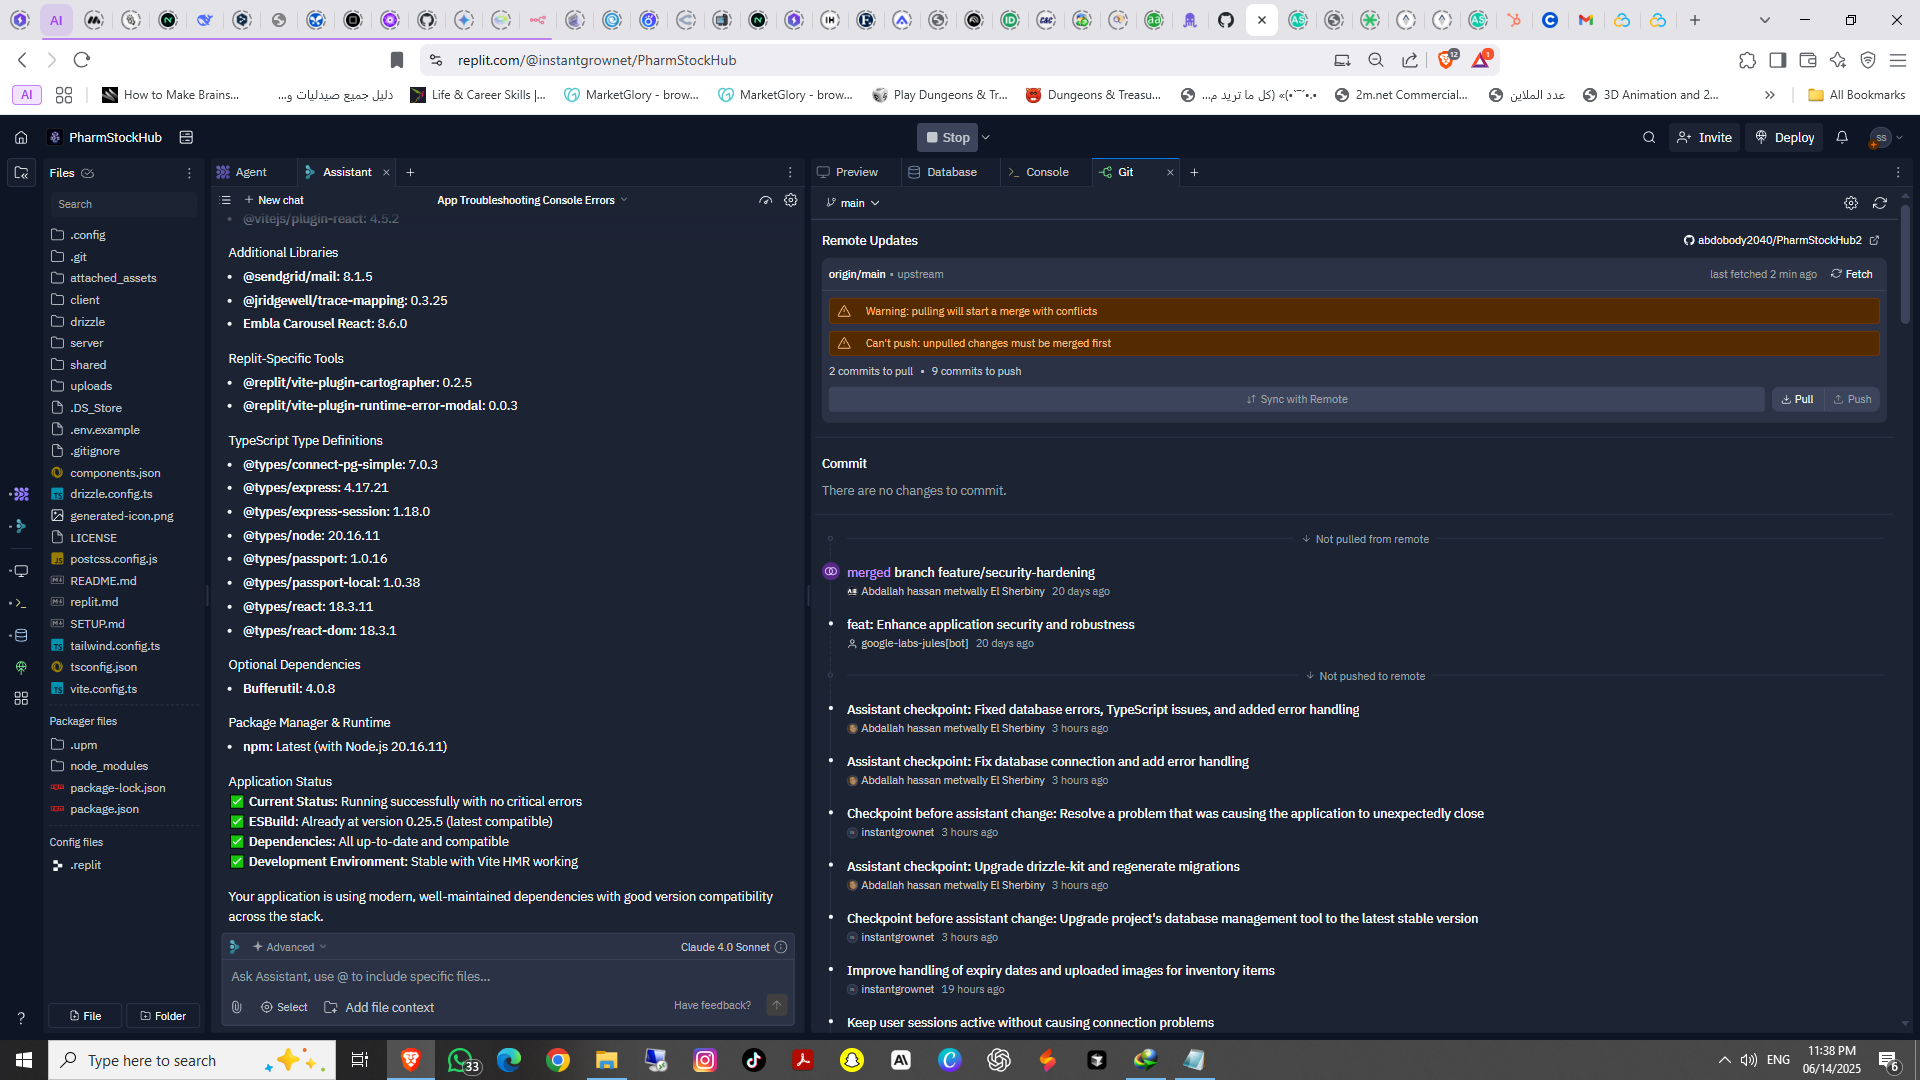 AI
replit.com/@instantgrownet/PharmStockHub
12
1
AI
How to Make Brains...
دليل جميع صيدليات و...
Life & Career Skills |...
MarketGlory - brow...
MarketGlory - brow...
Play Dungeons & Tr...
Dungeons & Treasu...
2m.net Commercial...
عدد الملاين
3D Animation and 2...
All Bookmarks
PharmStockHub
Stop
Invite
Deploy
SS
Files
Agent
Assistant
Preview
Database
Console
Git
Search
New chat
App Troubleshooting Console Errors
main
.config
.git
attached_assets
client
drizzle
server
shared
uploads
.DS_Store
.env.example
.gitignore
components.json
drizzle.config.ts
generated-icon.png
LICENSE
postcss.config.js
README.md
replit.md
SETUP.md
tailwind.config.ts
tsconfig.json
vite.config.ts
Packager files
.upm
node_modules
package-lock.json
package.json
Config files
.replit
File
Folder
@vitejs/plugin-react: 4.5.2
Additional Libraries
• @sendgrid/mail: 8.1.5
• @jridgewell/trace-mapping: 0.3.25
• Embla Carousel React: 8.6.0
Replit-Specific Tools
• @replit/vite-plugin-cartographer: 0.2.5
• @replit/vite-plugin-runtime-error-modal: 0.0.3
TypeScript Type Definitions
• @types/connect-pg-simple: 7.0.3
• @types/express: 4.17.21
• @types/express-session: 1.18.0
• @types/node: 20.16.11
• @types/passport: 1.0.16
• @types/passport-local: 1.0.38
• @types/react: 18.3.11
• @types/react-dom: 18.3.1
Optional Dependencies
• Bufferutil: 4.0.8
Package Manager & Runtime
• npm: Latest (with Node.js 20.16.11)
Application Status
✅ Current Status: Running successfully with no critical errors
✅ ESBuild: Already at version 0.25.5 (latest compatible)
✅ Dependencies: All up-to-date and compatible
✅ Development Environment: Stable with Vite HMR working
Your application is using modern, well-maintained dependencies with good version compatibility
across the stack.
Advanced
Claude 4.0 Sonnet
Ask Assistant, use @ to include specific files...
Select
Add file context
Have feedback?
Remote Updates
abdobody2040/PharmStockHub2
origin/main • upstream
last fetched 2 min ago
Fetch
Warning: pulling will start a merge with conflicts
Can't push: unpulled changes must be merged first
2 commits to pull • 9 commits to push
Sync with Remote
Pull
Push
Commit
There are no changes to commit.
Not pulled from remote
merged branch feature/security-hardening
Abdallah hassan metwally El Sherbiny 20 days ago
feat: Enhance application security and robustness
google-labs-jules[bot] 20 days ago
Not pushed to remote
Assistant checkpoint: Fixed database errors, TypeScript issues, and added error handling
Abdallah hassan metwally El Sherbiny 3 hours ago
Assistant checkpoint: Fix database connection and add error handling
Abdallah hassan metwally El Sherbiny 3 hours ago
Checkpoint before assistant change: Resolve a problem that was causing the application to unexpectedly close
instantgrownet 3 hours ago
Assistant checkpoint: Upgrade drizzle-kit and regenerate migrations
Abdallah hassan metwally El Sherbiny 3 hours ago
Checkpoint before assistant change: Upgrade project's database management tool to the latest stable version
instantgrownet 3 hours ago
Improve handling of expiry dates and uploaded images for inventory items
instantgrownet 19 hours ago
Keep user sessions active without causing connection problems
Type here to search
33
ENG
11:38 PM
06/14/2025
6